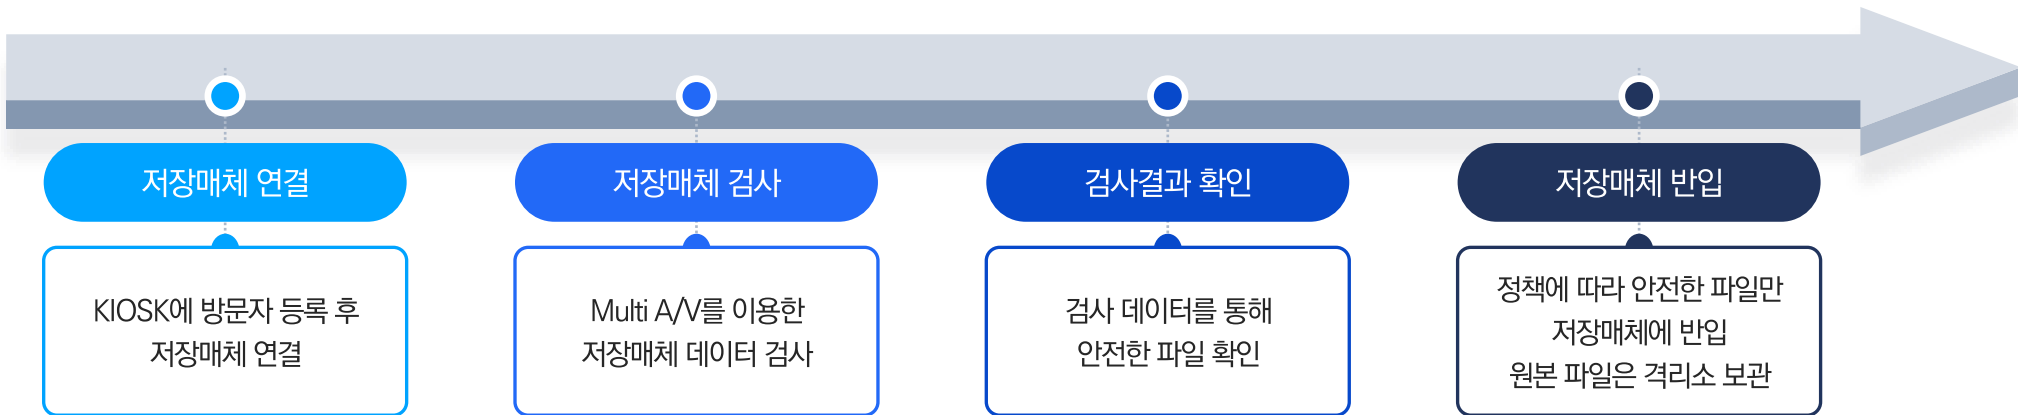 저장매체 연결
KIOSK에 방문자 등록 후
저장매체 연결
저장매체 검사
Multi A/V를 이용한
저장매체 데이터 검사
검사결과 확인
검사 데이터를 통해
안전한 파일 확인
저장매체 반입
정책에 따라 안전한 파일만
저장매체에 반입
원본 파일은 격리소 보관